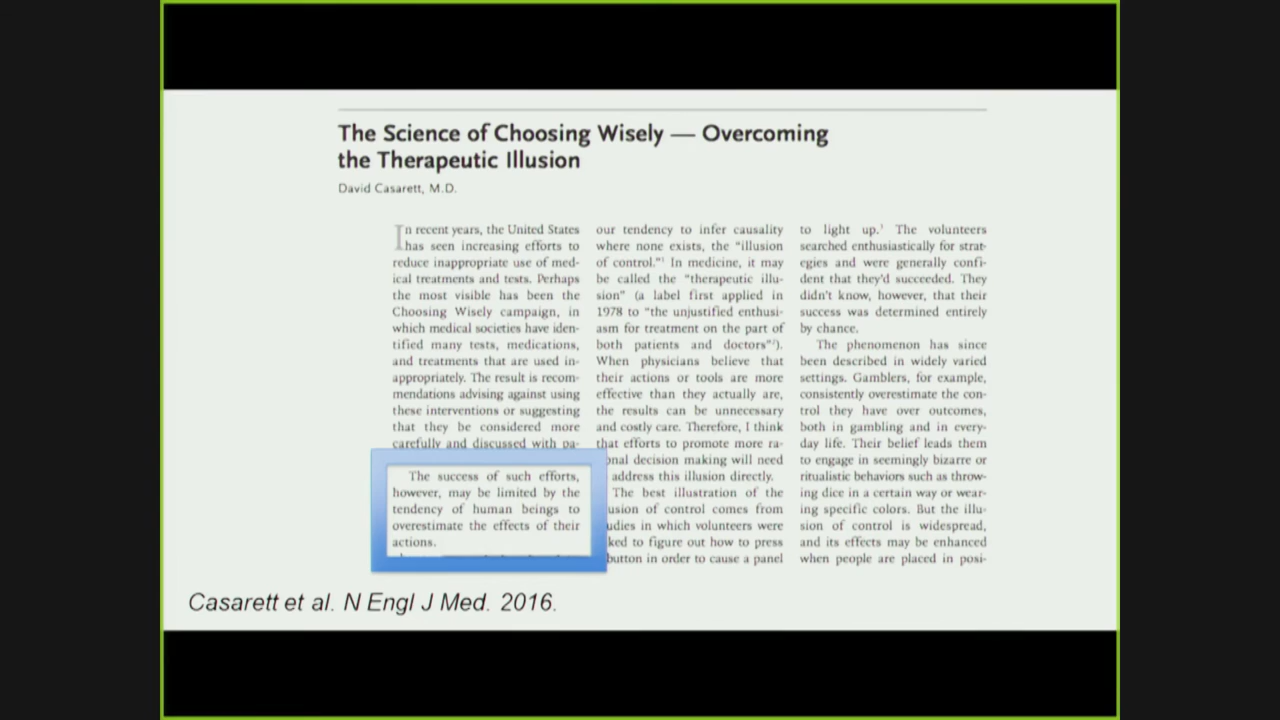 The Science of Choosing Wisely — Overcoming
the Therapeutic Illusion
David Casarett, M.D.
In recent years, the United States
has seen increasing efforts to
reduce inappropriate use of med-
ical treatments and tests. Perhaps
the most visible has been the
Choosing Wisely campaign, in
which medical societies have iden-
tified many tests, medications,
and treatments that are used in-
appropriately. The result is recom-
mendations advising against using
these interventions or suggesting
that they be considered more
carefully and discussed with pa-
The success of such efforts,
however, may be limited by the
tendency of human beings to
overestimate the effects of their
actions.
our tendency to infer causality
where none exists, the "illusion
of control."¹ In medicine, it may
be called the "therapeutic illu-
sion" (a label first applied in
1978 to "the unjustified enthusi-
asm for treatment on the part of
both patients and doctors"²).
When physicians believe that
their actions or tools are more
effective than they actually are,
the results can be unnecessary
and costly care. Therefore, I think
that efforts to promote more ra-
onal decision making will need
address this illusion directly.
The best illustration of the
usion of control comes from
udies in which volunteers were
ked to figure out how to press
button in order to cause a panel
to light up.³ The volunteers
searched enthusiastically for strat-
egies and were generally confi-
dent that they'd succeeded. They
didn't know, however, that their
success was determined entirely
by chance.
The phenomenon has since
been described in widely varied
settings. Gamblers, for example,
consistently overestimate the con-
trol they have over outcomes,
both in gambling and in every-
day life. Their belief leads them
to engage in seemingly bizarre or
ritualistic behaviors such as throw-
ing dice in a certain way or wear-
ing specific colors. But the illu-
sion of control is widespread,
and its effects may be enhanced
when people are placed in posi-
Casarett et al. N Engl J Med. 2016.